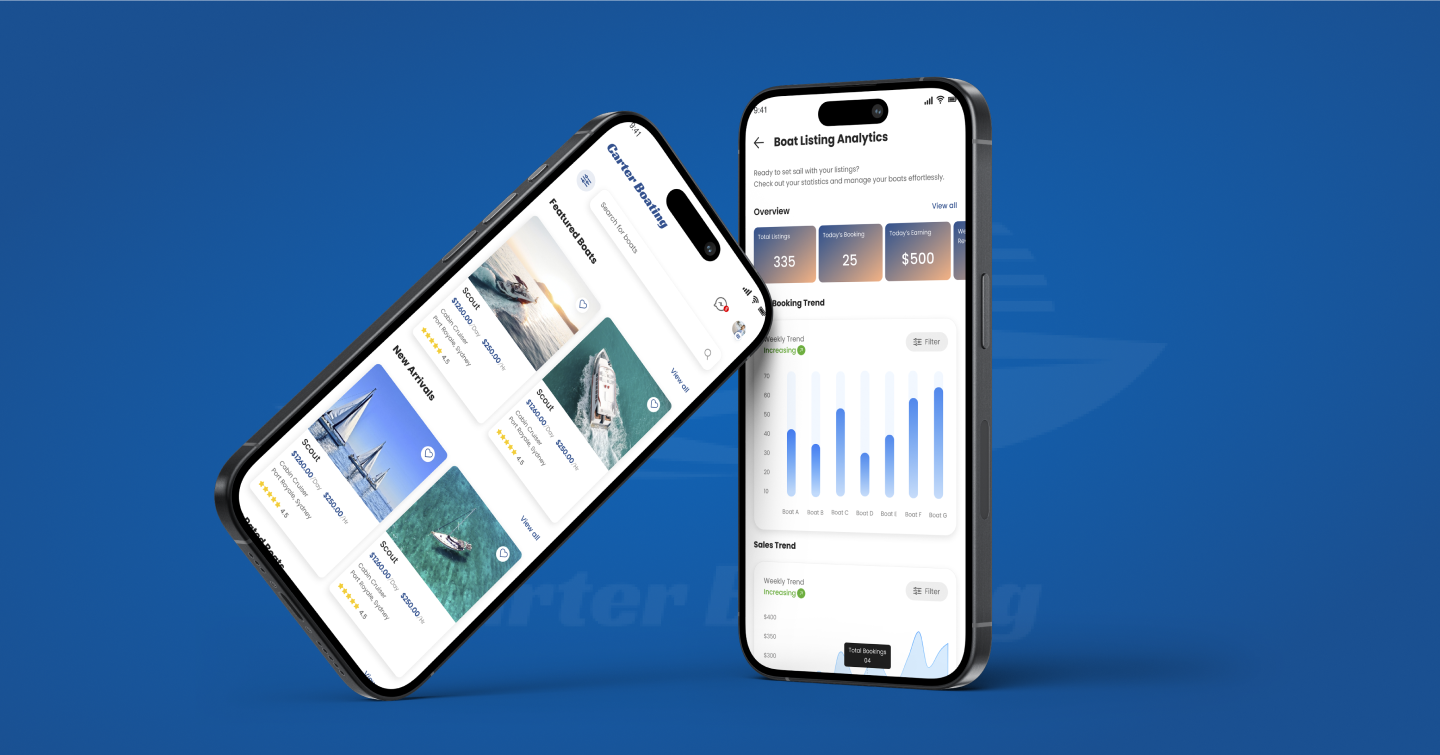 9:41
Carter Boating
Search for boats
Featured Boats
View all
Scout
$1260.00 /Day $250.00 /Hr
Cabin Cruiser
Port Royale, Sydney
4.5
Scout
$1260.00 /Day $250.00 /Hr
Cabin Cruiser
Port Royale, Sydney
4.5
New Arrivals
View all
Scout
$1260.00 /Day $250.00 /Hr
Cabin Cruiser
Port Royale, Sydney
4.5
Scout
$1260.00 /Day $250.00 /Hr
Cabin Cruiser
Port Royale, Sydney
4.5
Boats
9:41
Boat Listing Analytics
Ready to set sail with your listings?
Check out your statistics and manage your boats effortlessly.
Overview
View all
Total Listings
335
Today's Booking
25
Today's Earning
$500
Booking Trend
Weekly Trend
Increasing
Filter
70
60
50
40
30
20
10
Boat A Boat B Boat C Boat D Boat E Boat F Boat G
Sales Trend
Weekly Trend
Increasing
Filter
$400
$350
$300
Total Bookings
04